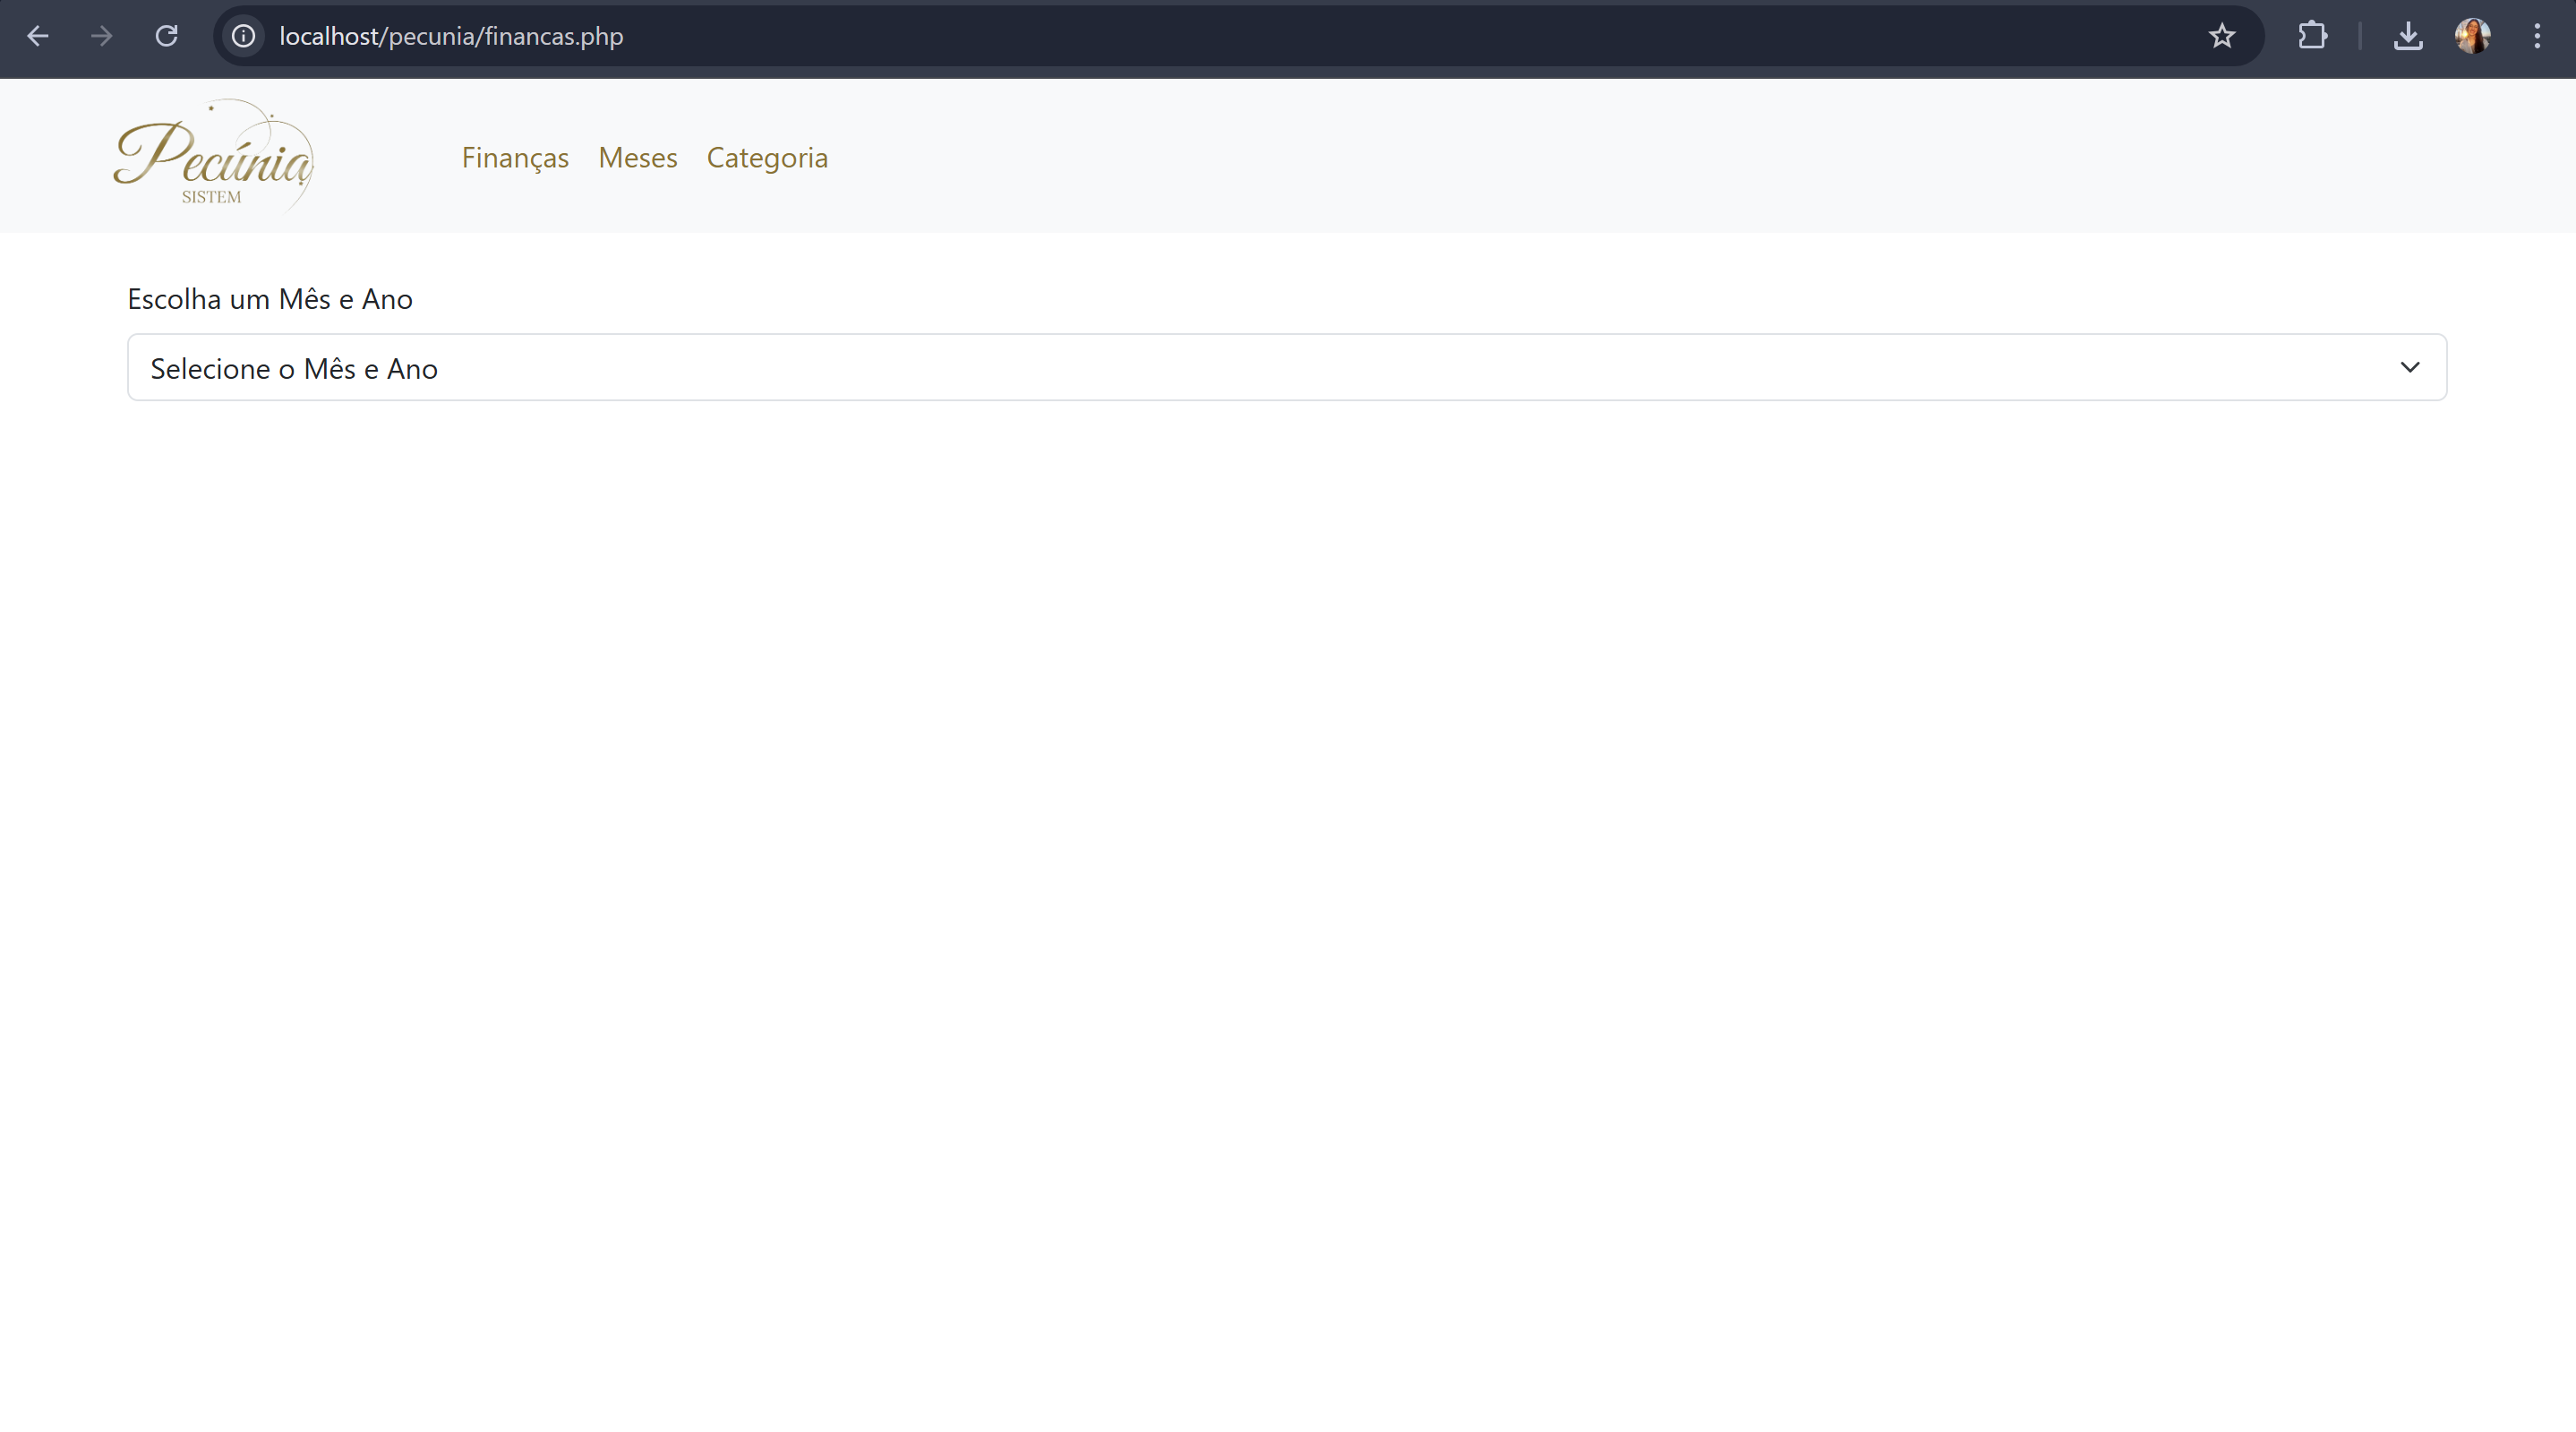 localhost/pecunia/financas.php
Pecúnia
SISTEM
Finanças Meses Categoria
Escolha um Mês e Ano
Selecione o Mês e Ano